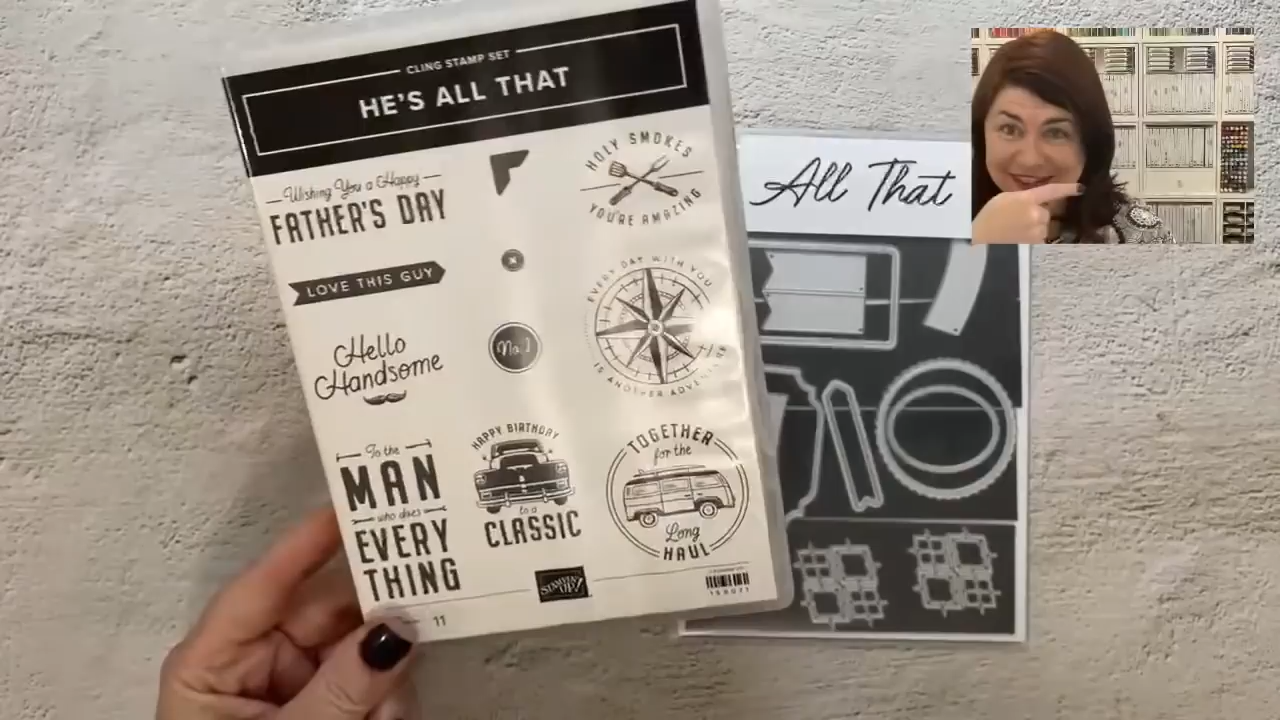 CLING STAMP SET
HE'S ALL THAT
Wishing You a Happy
FATHER'S DAY
HOLY SMOKES
YOU'RE AMAZING
LOVE THIS GUY
EVERY DAY WITH YOU
IS ANOTHER ADVENTURE
Hello
Handsome
No. 1
To the
MAN
who does
EVERY
THING
HAPPY BIRTHDAY
to a
CLASSIC
TOGETHER
for the
Long
HAUL
STAMPIN' UP!
11
All That